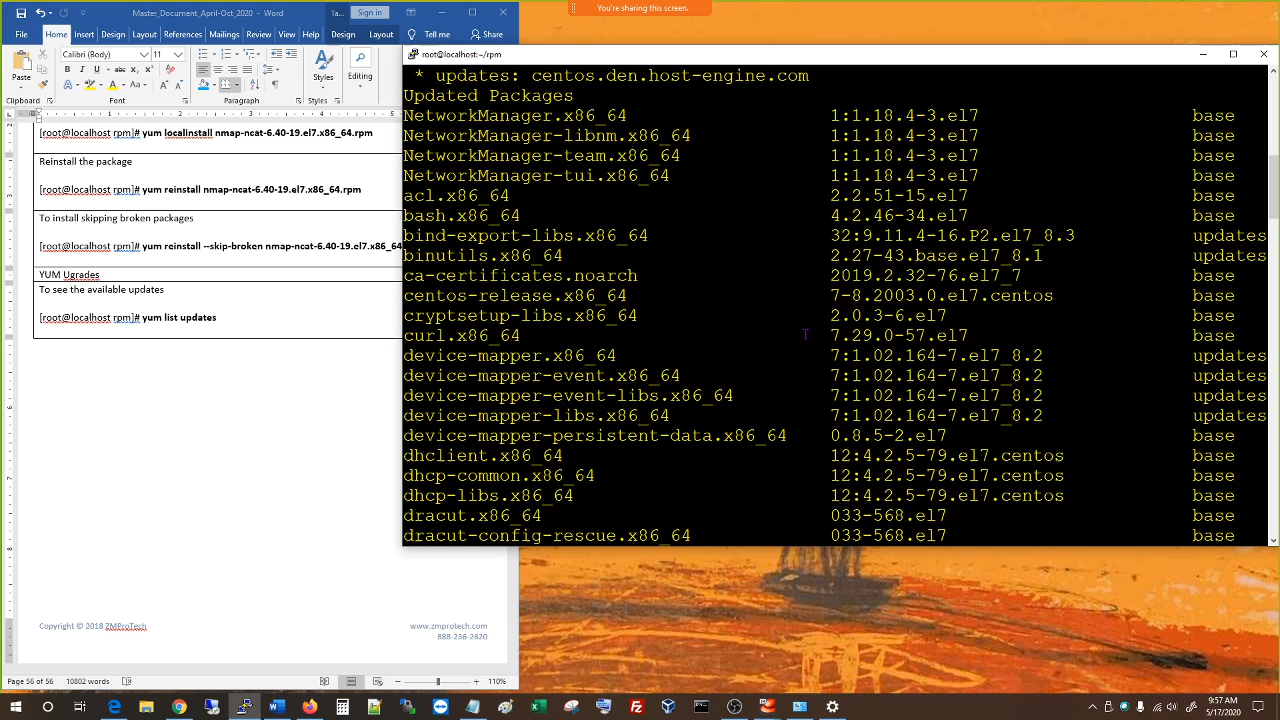 You're sharing this screen.
Master_Document_April-Oct_2020 -
Ta...
Sign in
File
Home
Insert
Design
Layout
References
Mailings
Review
View
Design
Layout
Tell me
Share
Calibri (Body)
11
Paste
Styles
Editing
Clipboard
Font
Paragraph
Styles
[root@localhost rpm]# yum localinstall nmap-ncat-6.40-19.el7.x86_64.rpm
Reinstall the package
[root@localhost rpm]# yum reinstall nmap-ncat-6.40-19.el7.x86_64.rpm
To install skipping broken packages
[root@localhost rpm]# yum reinstall --skip-broken nmap-ncat-6.40-19.el7.x86_64
YUM Ugrades
To see the available updates
[root@localhost rpm]# yum list updates
Copyright © 2018 ZMProTech
www.zmprotech.com
888-236-2620
Page 56 of 56
10802 words
110%
root@localhost:~/rpm
* updates: centos.den.host-engine.com
Updated Packages
NetworkManager.x86_64 1:1.18.4-3.el7 base
NetworkManager-libnm.x86_64 1:1.18.4-3.el7 base
NetworkManager-team.x86_64 1:1.18.4-3.el7 base
NetworkManager-tui.x86_64 1:1.18.4-3.el7 base
acl.x86_64 2.2.51-15.el7 base
bash.x86_64 4.2.46-34.el7 base
bind-export-libs.x86_64 32:9.11.4-16.P2.el7_8.3 updates
binutils.x86_64 2.27-43.base.el7_8.1 updates
ca-certificates.noarch 2019.2.32-76.el7_7 base
centos-release.x86_64 7-8.2003.0.el7.centos base
cryptsetup-libs.x86_64 2.0.3-6.el7 base
curl.x86_64 7.29.0-57.el7 base
device-mapper.x86_64 7:1.02.164-7.el7_8.2 updates
device-mapper-event.x86_64 7:1.02.164-7.el7_8.2 updates
device-mapper-event-libs.x86_64 7:1.02.164-7.el7_8.2 updates
device-mapper-libs.x86_64 7:1.02.164-7.el7_8.2 updates
device-mapper-persistent-data.x86_64 0.8.5-2.el7 base
dhclient.x86_64 12:4.2.5-79.el7.centos base
dhcp-common.x86_64 12:4.2.5-79.el7.centos base
dhcp-libs.x86_64 12:4.2.5-79.el7.centos base
dracut.x86_64 033-568.el7 base
dracut-config-rescue.x86_64 033-568.el7 base
9:57 AM
5/17/2020